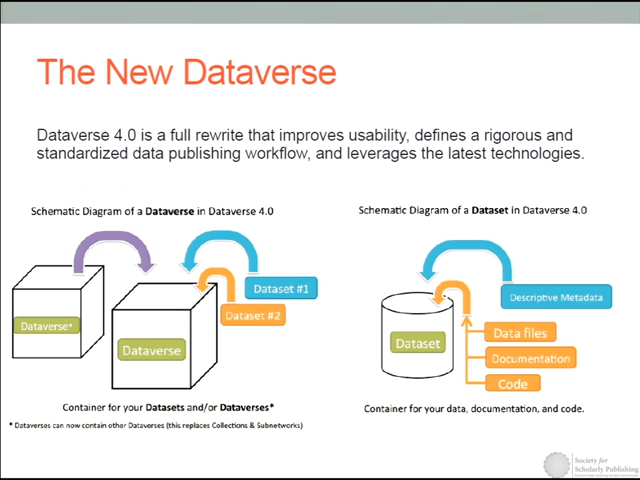 The New Dataverse
Dataverse 4.0 is a full rewrite that improves usability, defines a rigorous and
standardized data publishing workflow, and leverages the latest technologies.
Schematic Diagram of a Dataverse in Dataverse 4.0
Dataverse*
Dataverse
Dataset #1
Dataset #2
Container for your Datasets and/or Dataverses*
* Dataverses can now contain other Dataverses (this replaces Collections & Subnetworks)
Schematic Diagram of a Dataset in Dataverse 4.0
Dataset
Descriptive Metadata
Data files
Documentation
Code
Container for your data, documentation, and code.
Society for
Scholarly Publishing